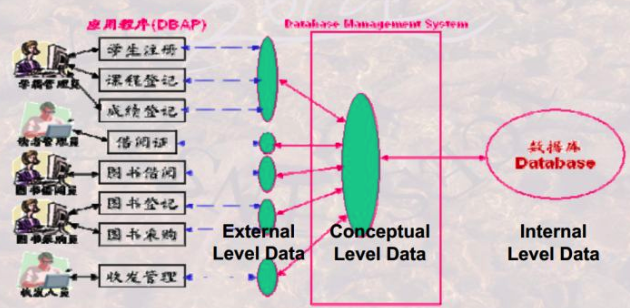 应用程序(DBAP)
Database Management System
学生注册
课程登记
学籍管理员
成绩登记
借阅证
读者管理员
图书借阅
图书借阅员
图书登记
图书采购
图书采购员
收发管理
收发人员
External
Level Data
Conceptual
Level Data
数据库
Database
Internal
Level Data